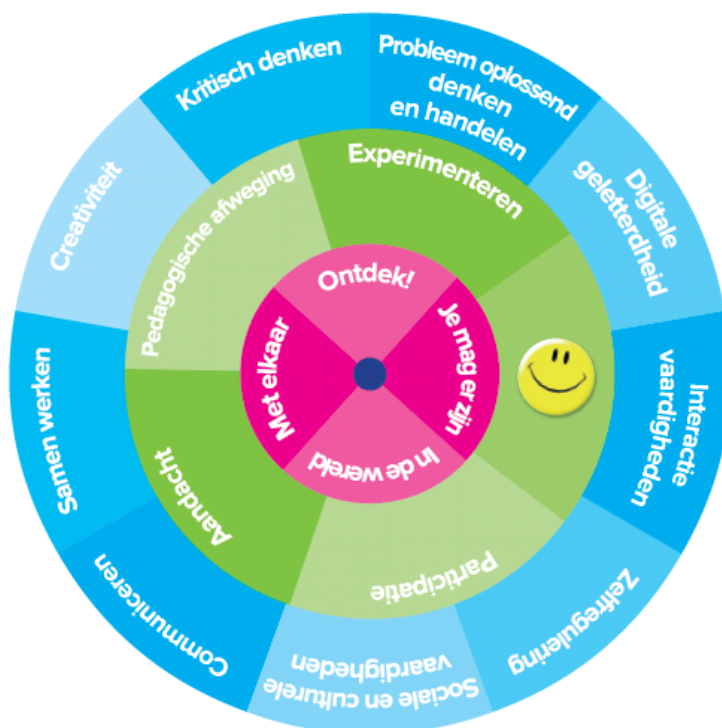 Kritisch denken
Probleem oplossend
denken
en handelen
Digitale
geletterdheid
Interactie
vaardigheden
Zelfregulering
Sociale en culturele
vaardigheden
Communiceren
Samen werken
Creativiteit
Pedagogische afweging
Experimenteren
Participatie
Aandacht
Ontdek!
Je mag er zijn
In de wereld
Met elkaar